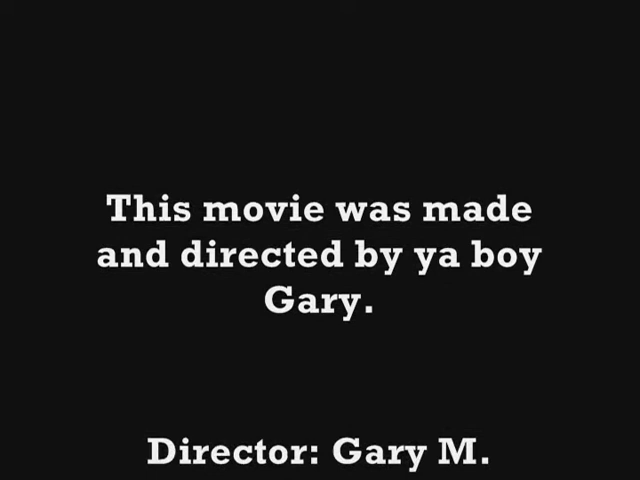 This movie was made
and directed by ya boy
Gary.
Director: Gary M.